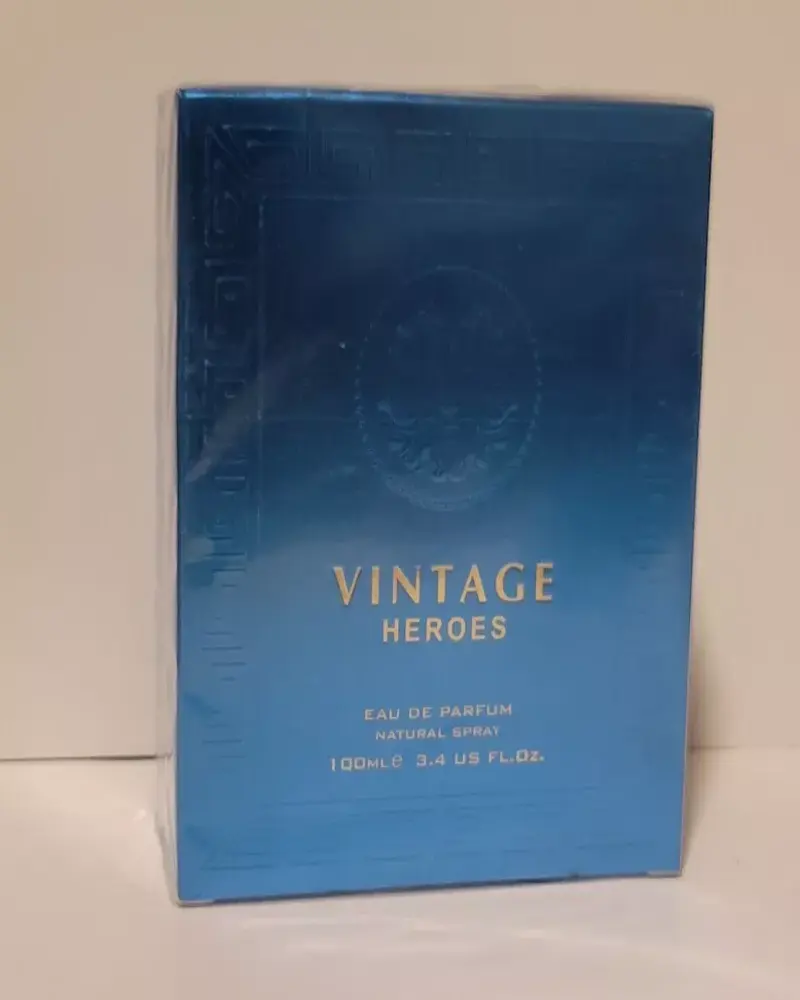 VINTAGE
HEROES
EAU DE PARFUM
NATURAL SPRAY
100ML℮ 3.4 US FL.Oz.